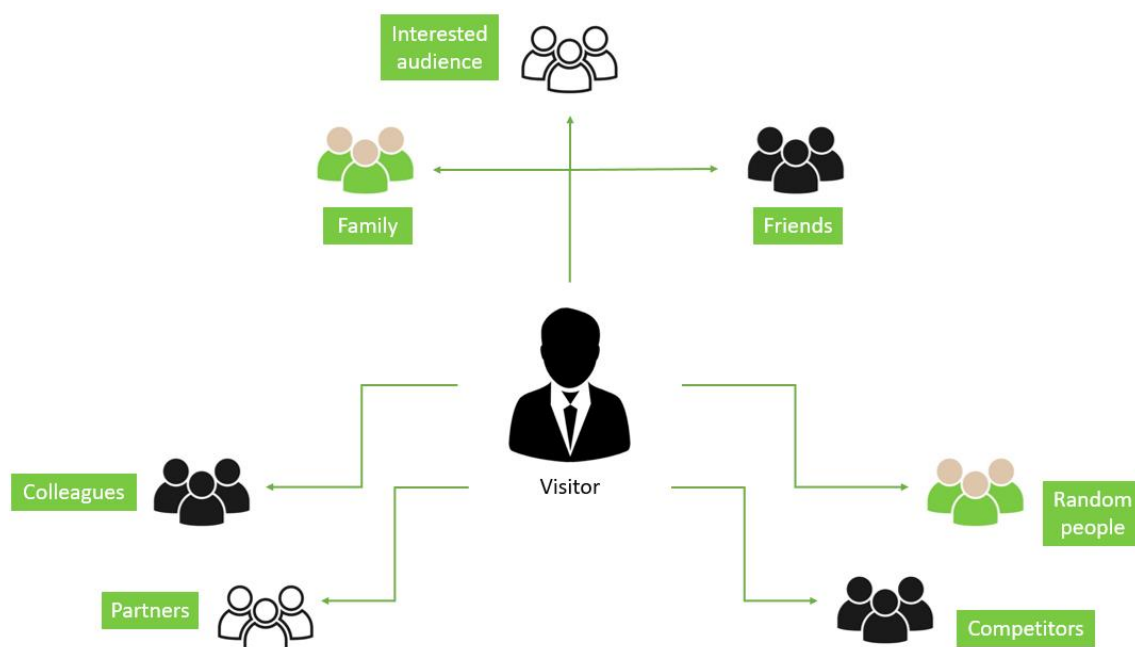 Interested
audience
Family
Friends
Visitor
Colleagues
Random
people
Partners
Competitors